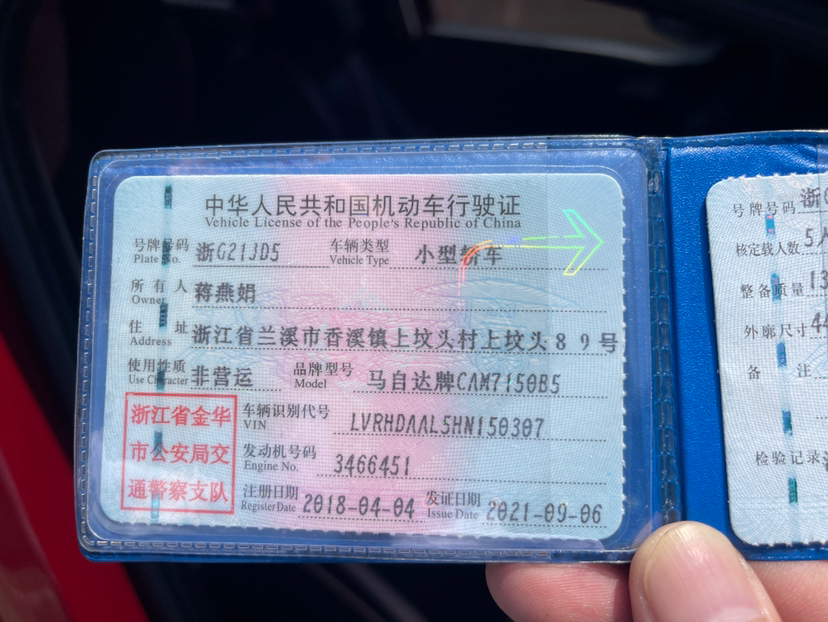 中华人民共和国机动车行驶证
Vehicle License of the People's Republic of China
号牌号码 浙G21JD5 车辆类型 小型轿车
Plate No. Vehicle Type
所有人 蒋燕娟
Owner
住址 浙江省兰溪市香溪镇上坟头村上坟头89号
Address
使用性质 非营运 品牌型号 马自达牌CAM7150B5
Use Character Model
浙江省金华
市公安局交
通警察支队
车辆识别代号 LVRHDAAL5HN150307
VIN
发动机号码 3466451
Engine No.
注册日期 2018-04-04 发证日期 2021-09-06
Register Date Issue Date
号牌号码 浙
核定载人数 5
整备质量 13
外廓尺寸 44
备注
检验记录